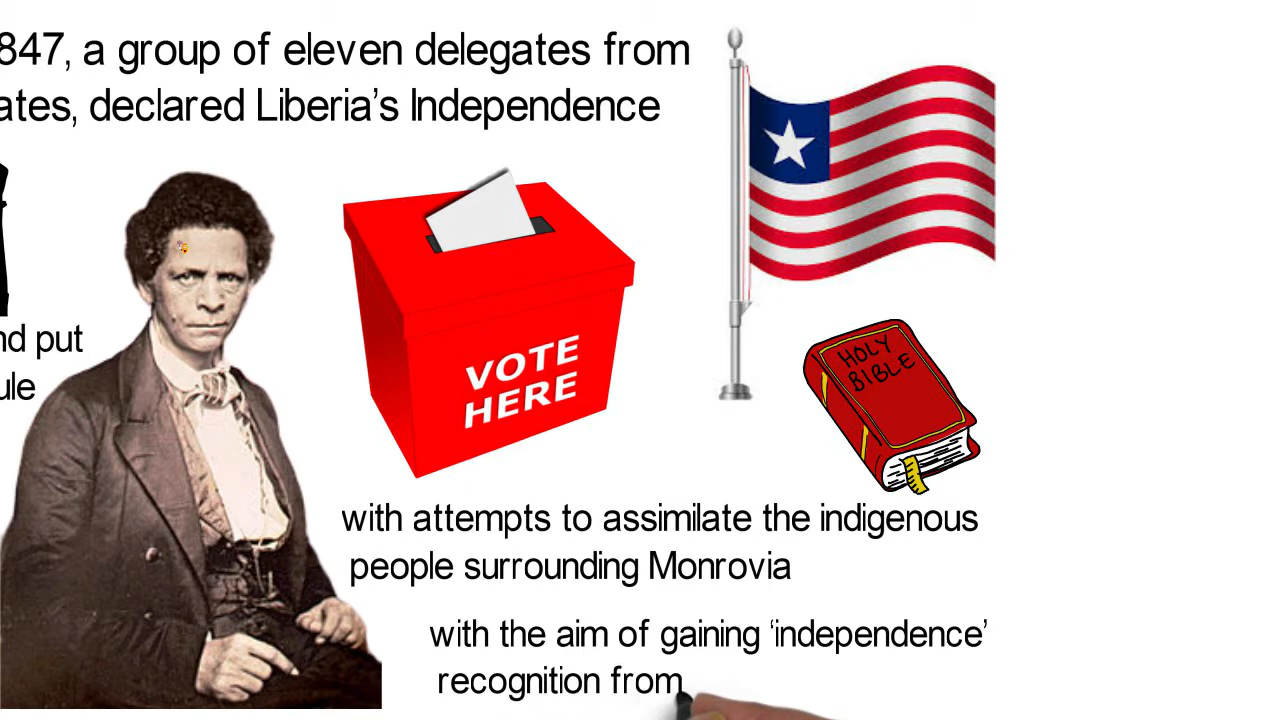 847, a group of eleven delegates from
ates, declared Liberia’s Independence
nd put
ule
VOTE
HERE
HOLY
BIBLE
with attempts to assimilate the indigenous
people surrounding Monrovia
with the aim of gaining ‘independence’
recognition from